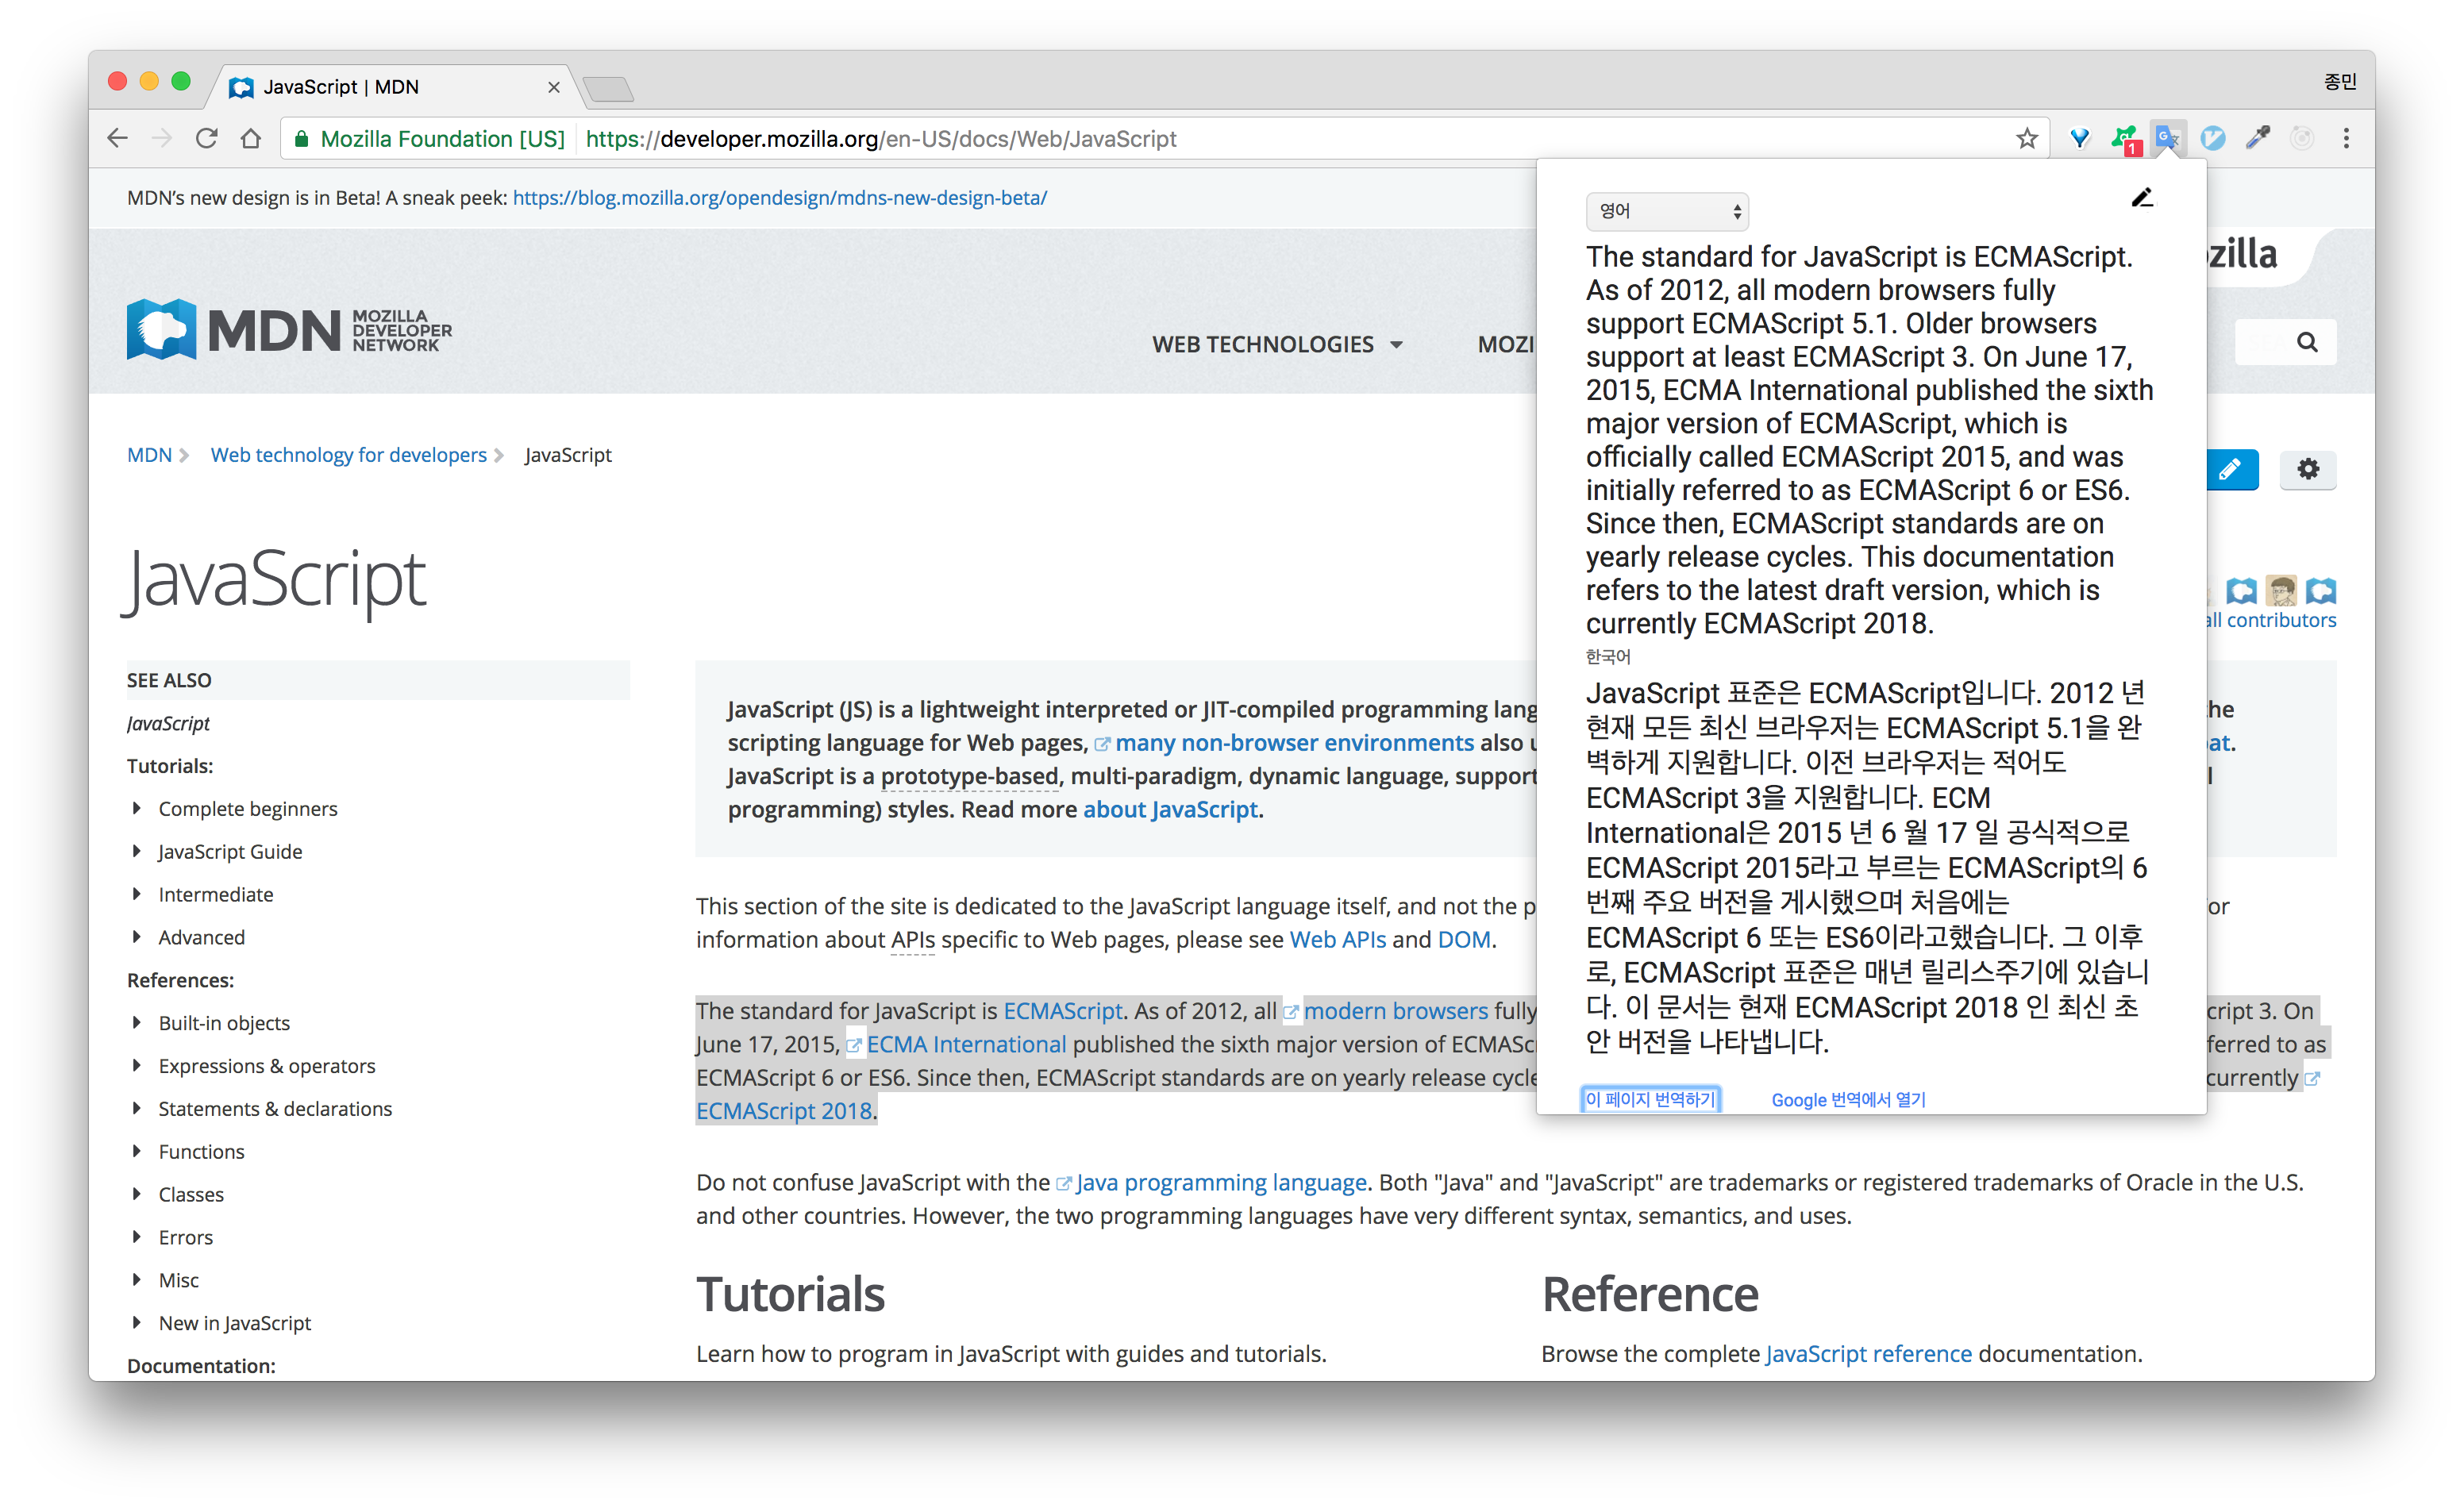 JavaScript | MDN
종민
Mozilla Foundation [US]
https://developer.mozilla.org/en-US/docs/Web/JavaScript
1
MDN’s new design is in Beta! A sneak peek: https://blog.mozilla.org/opendesign/mdns-new-design-beta/
zilla
MDN
MOZILLA
DEVELOPER
NETWORK
WEB TECHNOLOGIES
MOZI
MDN
Web technology for developers
JavaScript
JavaScript
all contributors
SEE ALSO
JavaScript
Tutorials:
Complete beginners
JavaScript Guide
Intermediate
Advanced
References:
Built-in objects
Expressions & operators
Statements & declarations
Functions
Classes
Errors
Misc
New in JavaScript
Documentation:
JavaScript (JS) is a lightweight interpreted or JIT-compiled programming lang
scripting language for Web pages, many non-browser environments also u
JavaScript is a prototype-based, multi-paradigm, dynamic language, support
programming) styles. Read more about JavaScript.
This section of the site is dedicated to the JavaScript language itself, and not the p
information about APIs specific to Web pages, please see Web APIs and DOM.
The standard for JavaScript is ECMAScript. As of 2012, all modern browsers fully cript 3. On
June 17, 2015, ECMA International published the sixth major version of ECMASc ferred to as
ECMAScript 6 or ES6. Since then, ECMAScript standards are on yearly release cycle currently
ECMAScript 2018.
Do not confuse JavaScript with the Java programming language. Both "Java" and "JavaScript" are trademarks or registered trademarks of Oracle in the U.S.
and other countries. However, the two programming languages have very different syntax, semantics, and uses.
Tutorials
Learn how to program in JavaScript with guides and tutorials.
Reference
Browse the complete JavaScript reference documentation.
영어
The standard for JavaScript is ECMAScript.
As of 2012, all modern browsers fully
support ECMAScript 5.1. Older browsers
support at least ECMAScript 3. On June 17,
2015, ECMA International published the sixth
major version of ECMAScript, which is
officially called ECMAScript 2015, and was
initially referred to as ECMAScript 6 or ES6.
Since then, ECMAScript standards are on
yearly release cycles. This documentation
refers to the latest draft version, which is
currently ECMAScript 2018.
한국어
JavaScript 표준은 ECMAScript입니다. 2012 년
현재 모든 최신 브라우저는 ECMAScript 5.1을 완
벽하게 지원합니다. 이전 브라우저는 적어도
ECMAScript 3을 지원합니다. ECM
International은 2015 년 6 월 17 일 공식적으로
ECMAScript 2015라고 부르는 ECMAScript의 6
번째 주요 버전을 게시했으며 처음에는
ECMAScript 6 또는 ES6이라고했습니다. 그 이후
로, ECMAScript 표준은 매년 릴리스주기에 있습니
다. 이 문서는 현재 ECMAScript 2018 인 최신 초
안 버전을 나타냅니다.
이 페이지 번역하기
Google 번역에서 열기